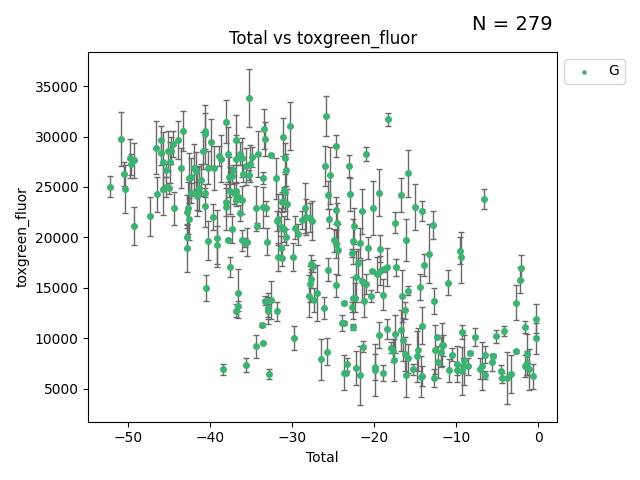 N = 279
Total vs toxgreen_fluor
G
toxgreen_fluor
35000
30000
25000
20000
15000
10000
5000
−50 −40 −30 −20 −10 0
Total